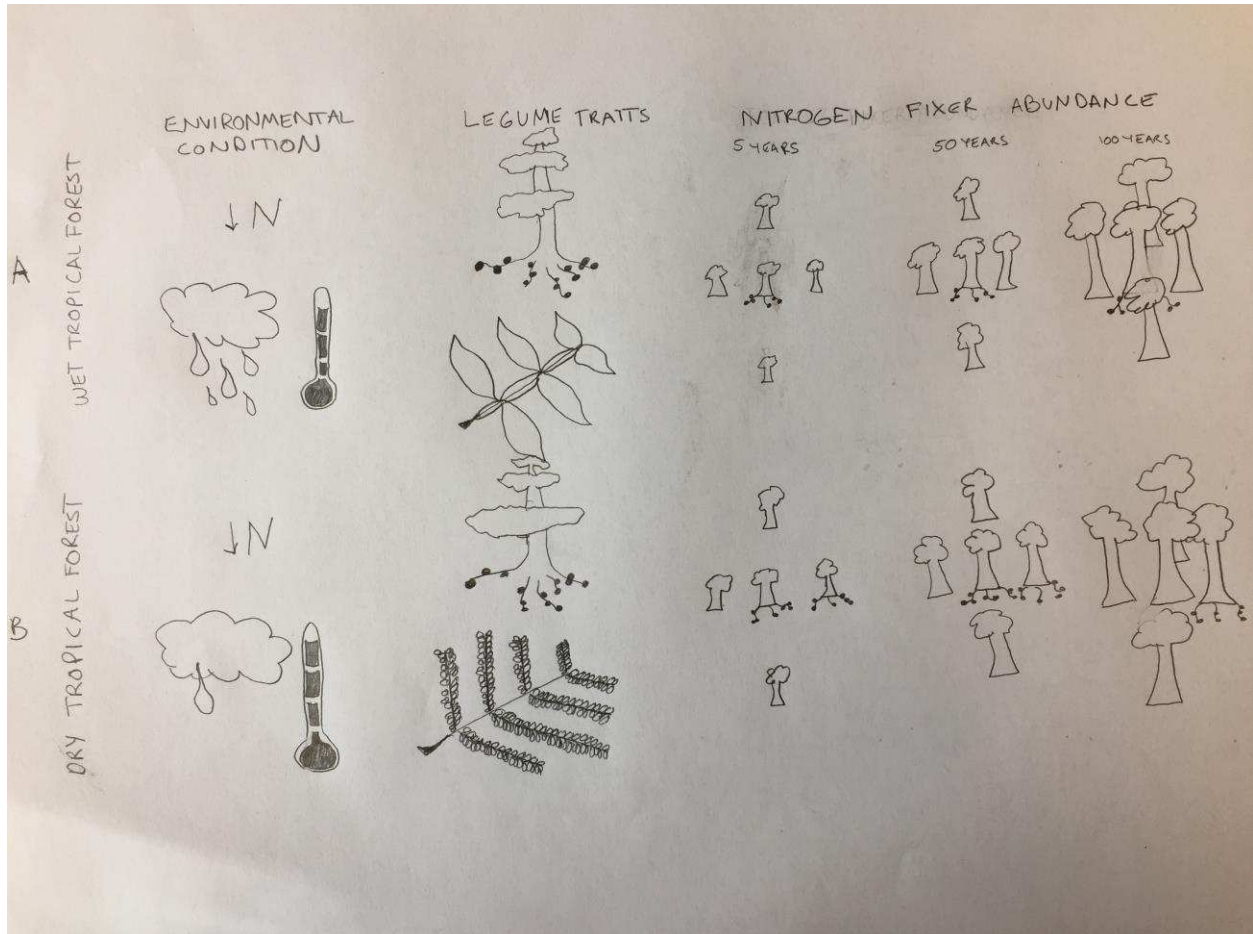 ENVIRONMENTAL
CONDITION
LEGUME TRAITS
NITROGEN FIXER ABUNDANCE
5 YEARS
50 YEARS
100 YEARS
A
WET TROPICAL FOREST
↓N
B
DRY TROPICAL FOREST
↓N